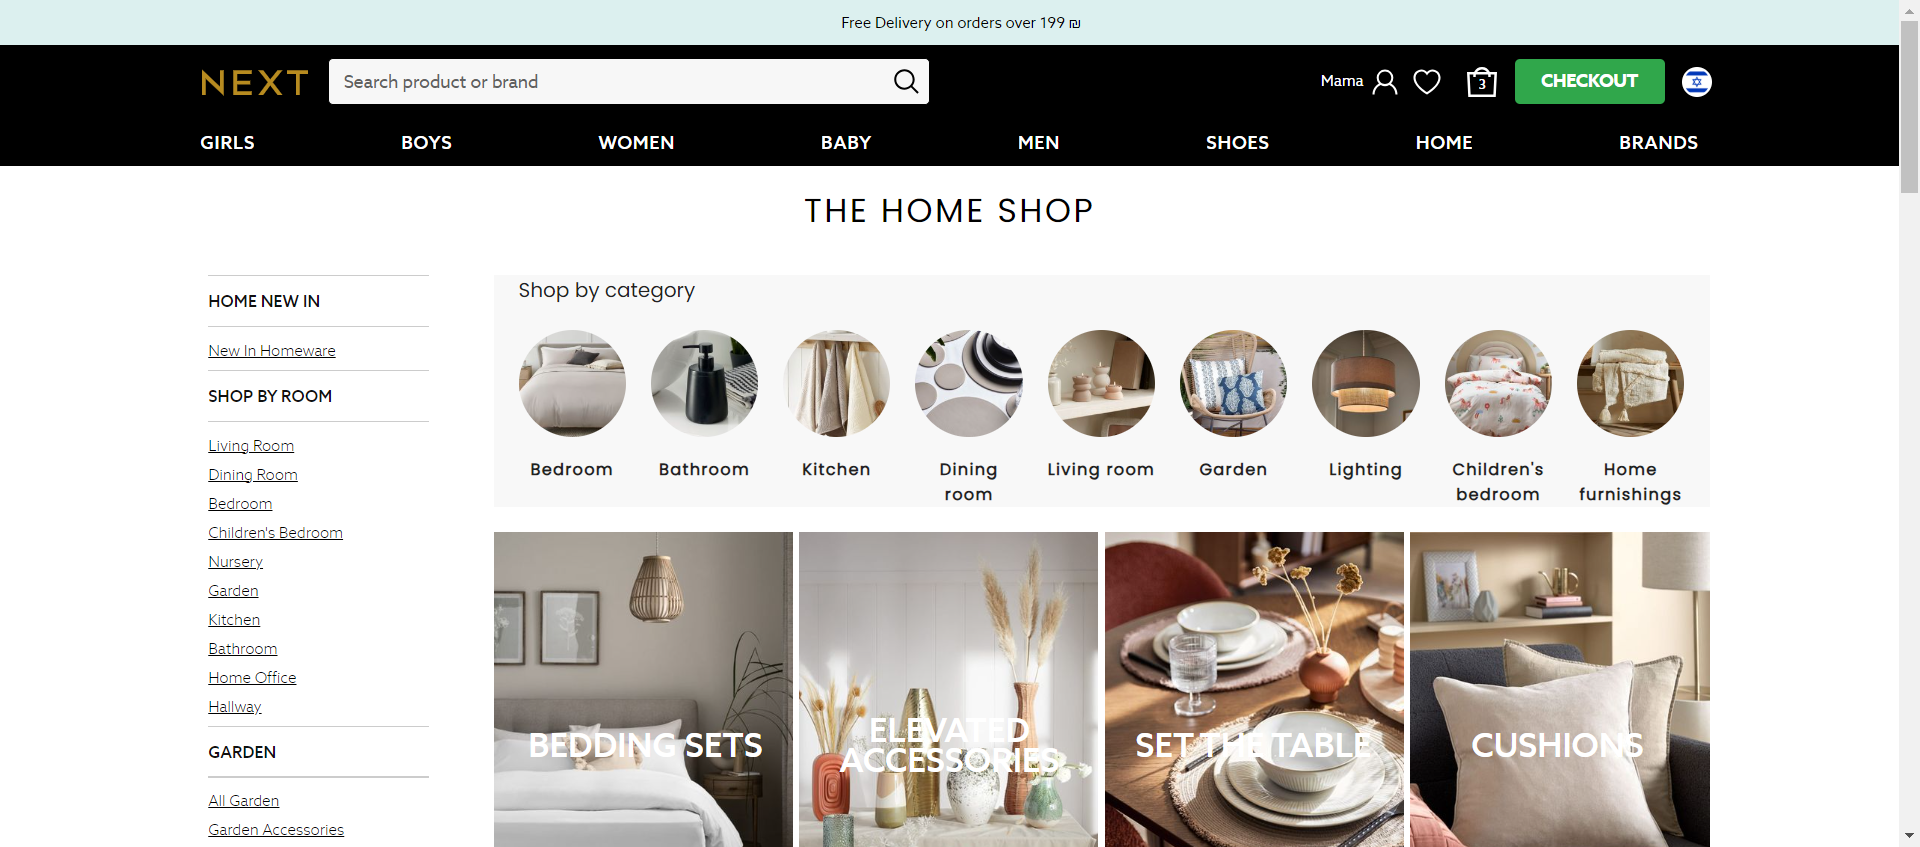 Free Delivery on orders over 199 ₪
NEXT
Search product or brand
Mama
3
CHECKOUT
GIRLS
BOYS
WOMEN
BABY
MEN
SHOES
HOME
BRANDS
THE HOME SHOP
HOME NEW IN
New In Homeware
SHOP BY ROOM
Living Room
Dining Room
Bedroom
Children's Bedroom
Nursery
Garden
Kitchen
Bathroom
Home Office
Hallway
GARDEN
All Garden
Garden Accessories
Shop by category
Bedroom
Bathroom
Kitchen
Dining
room
Living room
Garden
Lighting
Children's
bedroom
Home
furnishings
BEDDING SETS
ELEVATED
ACCESSORIES
SET THE TABLE
CUSHIONS